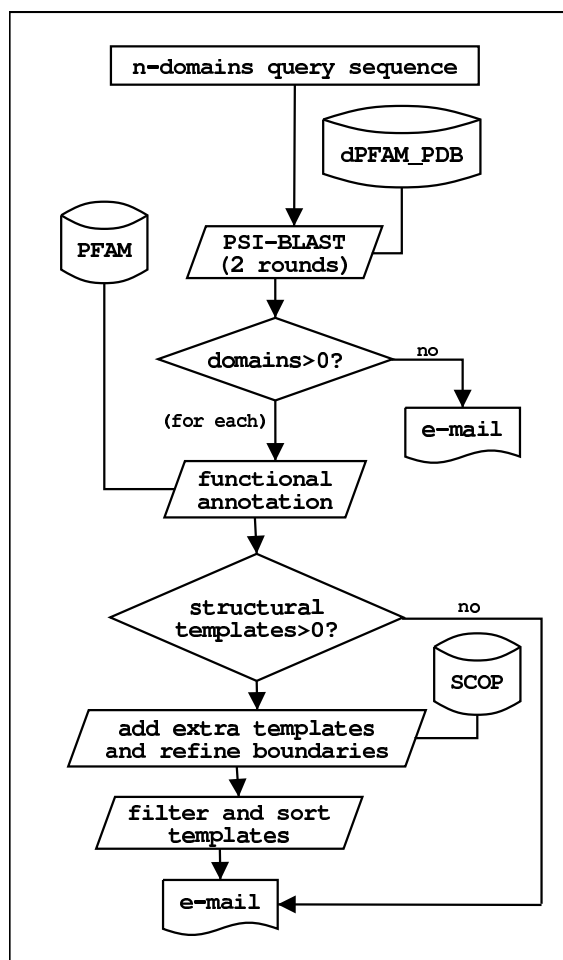 n-domains query sequence
dPFAM_PDB
PFAM
PSI-BLAST
(2 rounds)
domains>0?
no
(for each)
e-mail
functional
annotation
structural
templates>0?
no
SCOP
add extra templates
and refine boundaries
filter and sort
templates
e-mail